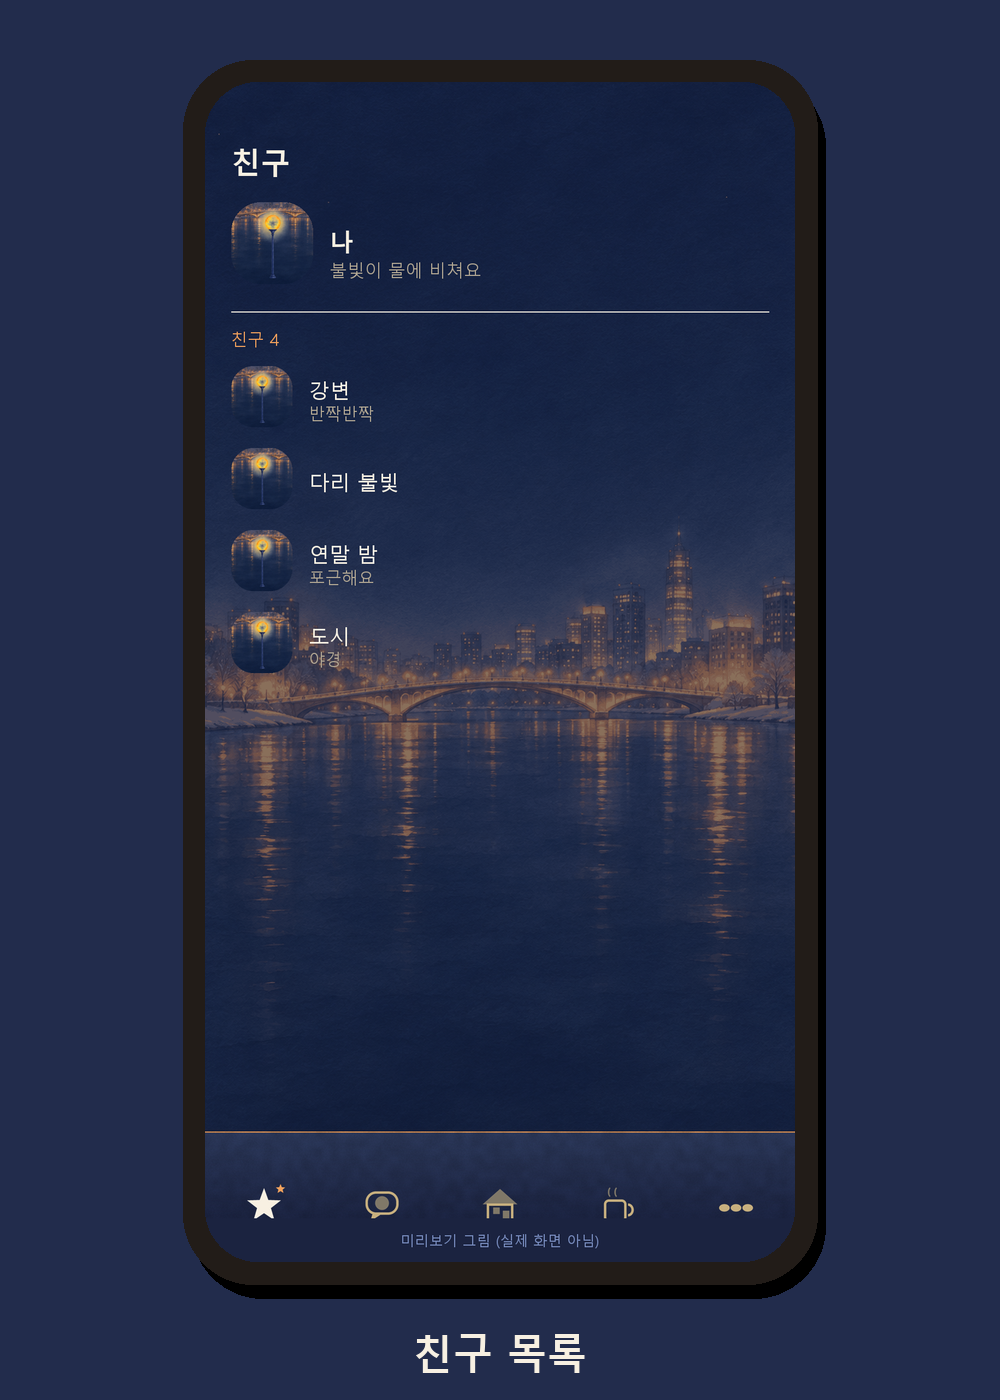 친구
나
불빛이 물에 비쳐요
친구 4
강변
반짝반짝
다리 불빛
연말 밤
포근해요
도시
야경
미리보기 그림 (실제 화면 아님)
친구 목록